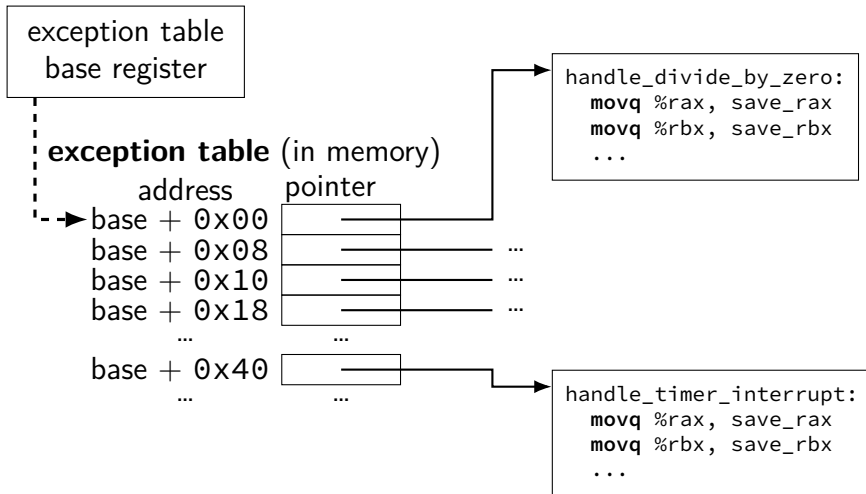 exception table
base register
handle_divide_by_zero:
movq %rax, save_rax
movq %rbx, save_rbx
...
exception table (in memory)
address pointer
base + 0x00
base + 0x08 ...
base + 0x10 ...
base + 0x18 ...
... ...
base + 0x40
... ...
handle_timer_interrupt:
movq %rax, save_rax
movq %rbx, save_rbx
...